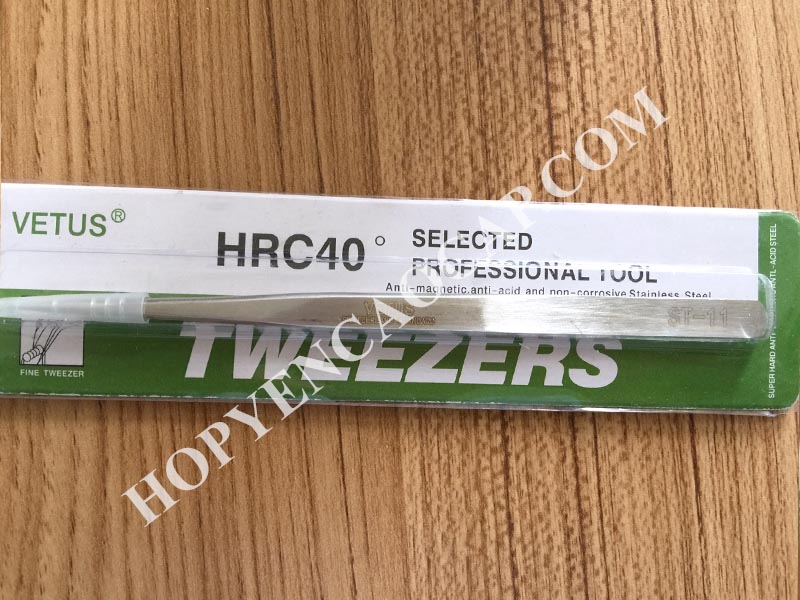 VETUS®
HRC40°
SELECTED
PROFESSIONAL TOOL
Anti-magnetic.anti-acid and non-corrosive Stainless Steel
VETUS
ST-11
TWEEZERS
FINE TWEEZER
HOPYENCAOCAP.COM